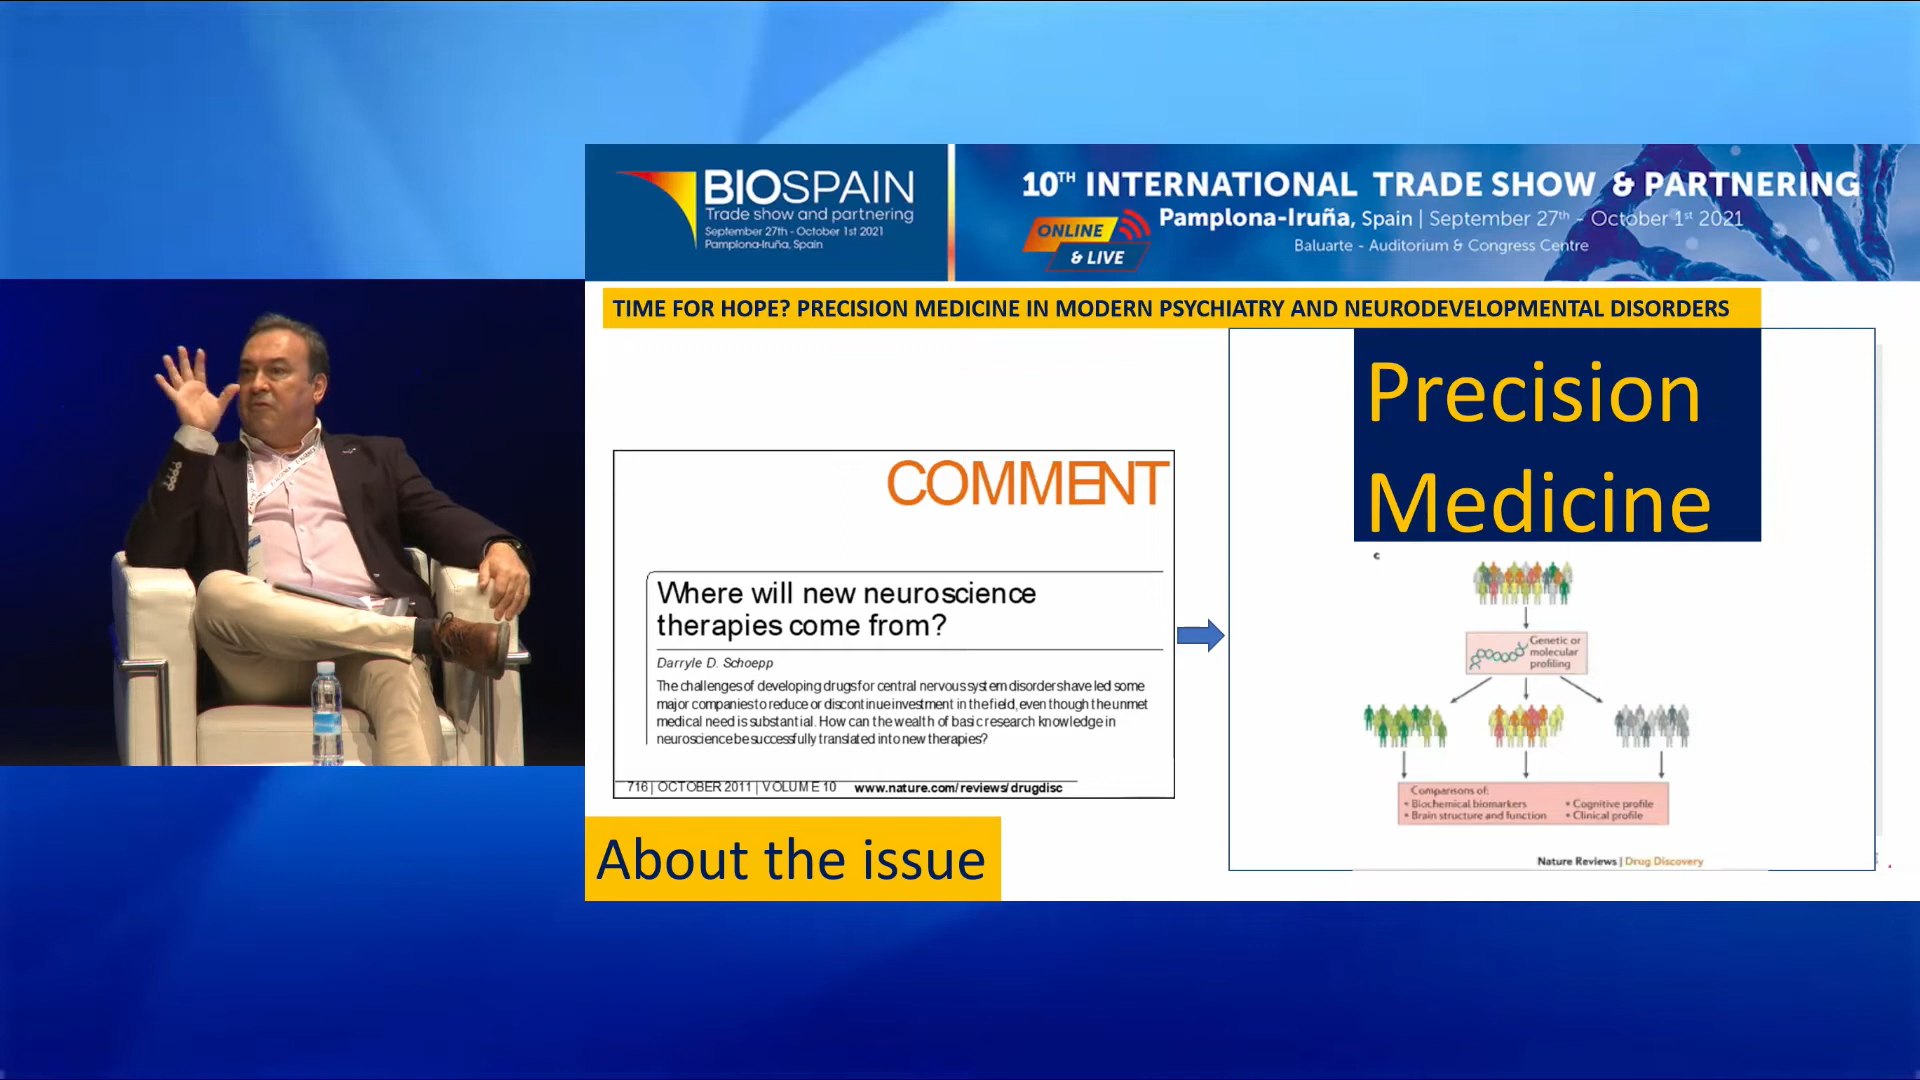 BIOSPAIN
Trade show and partnering
September 27th - October 1st 2021
Pamplona-Iruña, Spain
10TH INTERNATIONAL TRADE SHOW & PARTNERING
ONLINE
& LIVE
Pamplona-Iruña, Spain | September 27th - October 1st 2021
Baluarte - Auditorium & Congress Centre
TIME FOR HOPE? PRECISION MEDICINE IN MODERN PSYCHIATRY AND NEURODEVELOPMENTAL DISORDERS
COMMENT
Where will new neuroscience
therapies come from?
Darryle D. Schoepp
The challenges of developing drugs for central nervous system disorders have led some
major companies to reduce or discontinue investment in the field, even though the unmet
medical need is substantial. How can the wealth of basic research knowledge in
neuroscience be successfully translated into new therapies?
716 | OCTOBER 2011 | VOLUME 10 www.nature.com/reviews/drugdisc
About the issue
Precision
Medicine
c
Genetic or
molecular
profiling
Comparisons of:
• Biochemical biomarkers
• Brain structure and function
• Cognitive profile
• Clinical profile
Nature Reviews | Drug Discovery